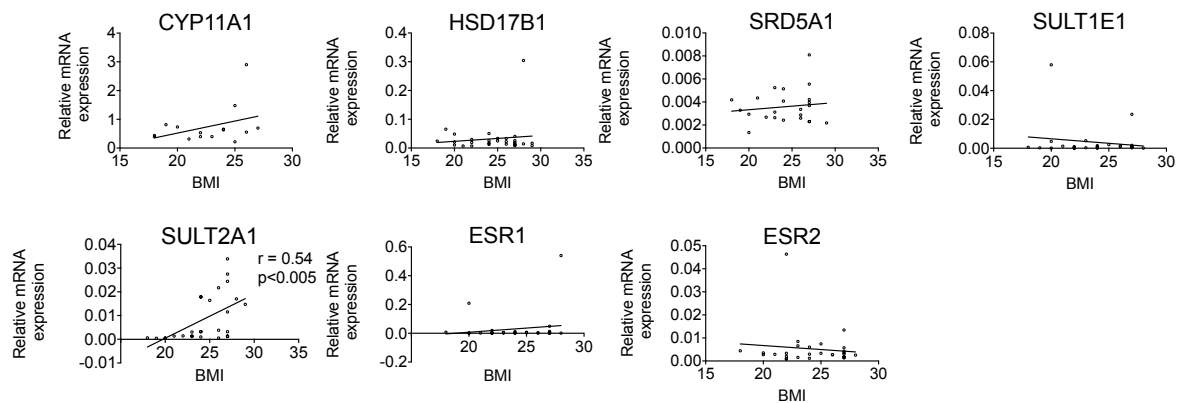 CYP11A1
Relative mRNA
expression
4
3
2
1
0
15
20
25
30
BMI
HSD17B1
Relative mRNA
expression
0.4
0.3
0.2
0.1
0.0
15
20
25
30
BMI
SRD5A1
Relative mRNA
expression
0.010
0.008
0.006
0.004
0.002
0.000
15
20
25
30
BMI
SULT1E1
Relative mRNA
expression
0.08
0.06
0.04
0.02
0.00
15
20
25
30
BMI
SULT2A1
Relative mRNA
expression
0.04
0.03
0.02
0.01
0.00
-0.01
r = 0.54
p<0.005
15
20
25
30
35
BMI
ESR1
Relative mRNA
expression
0.6
0.4
0.2
0.0
-0.2
15
20
25
30
BMI
ESR2
Relative mRNA
expression
0.05
0.04
0.03
0.02
0.01
0.00
15
20
25
30
BMI